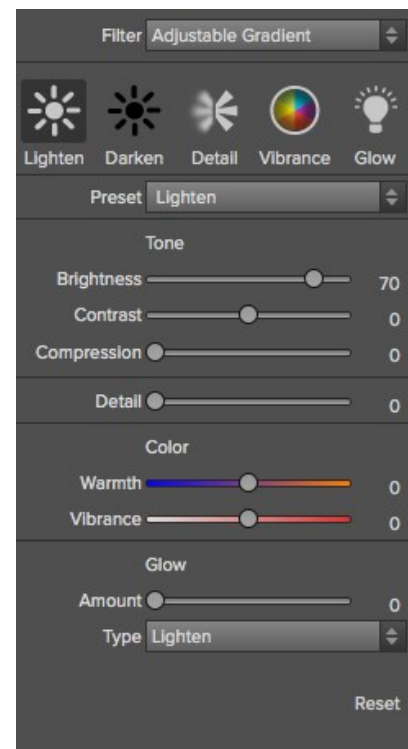 Filter Adjustable Gradient
Lighten Darken Detail Vibrance Glow
Preset Lighten
Tone
Brightness 70
Contrast 0
Compression 0
Detail 0
Color
Warmth 0
Vibrance 0
Glow
Amount 0
Type Lighten
Reset